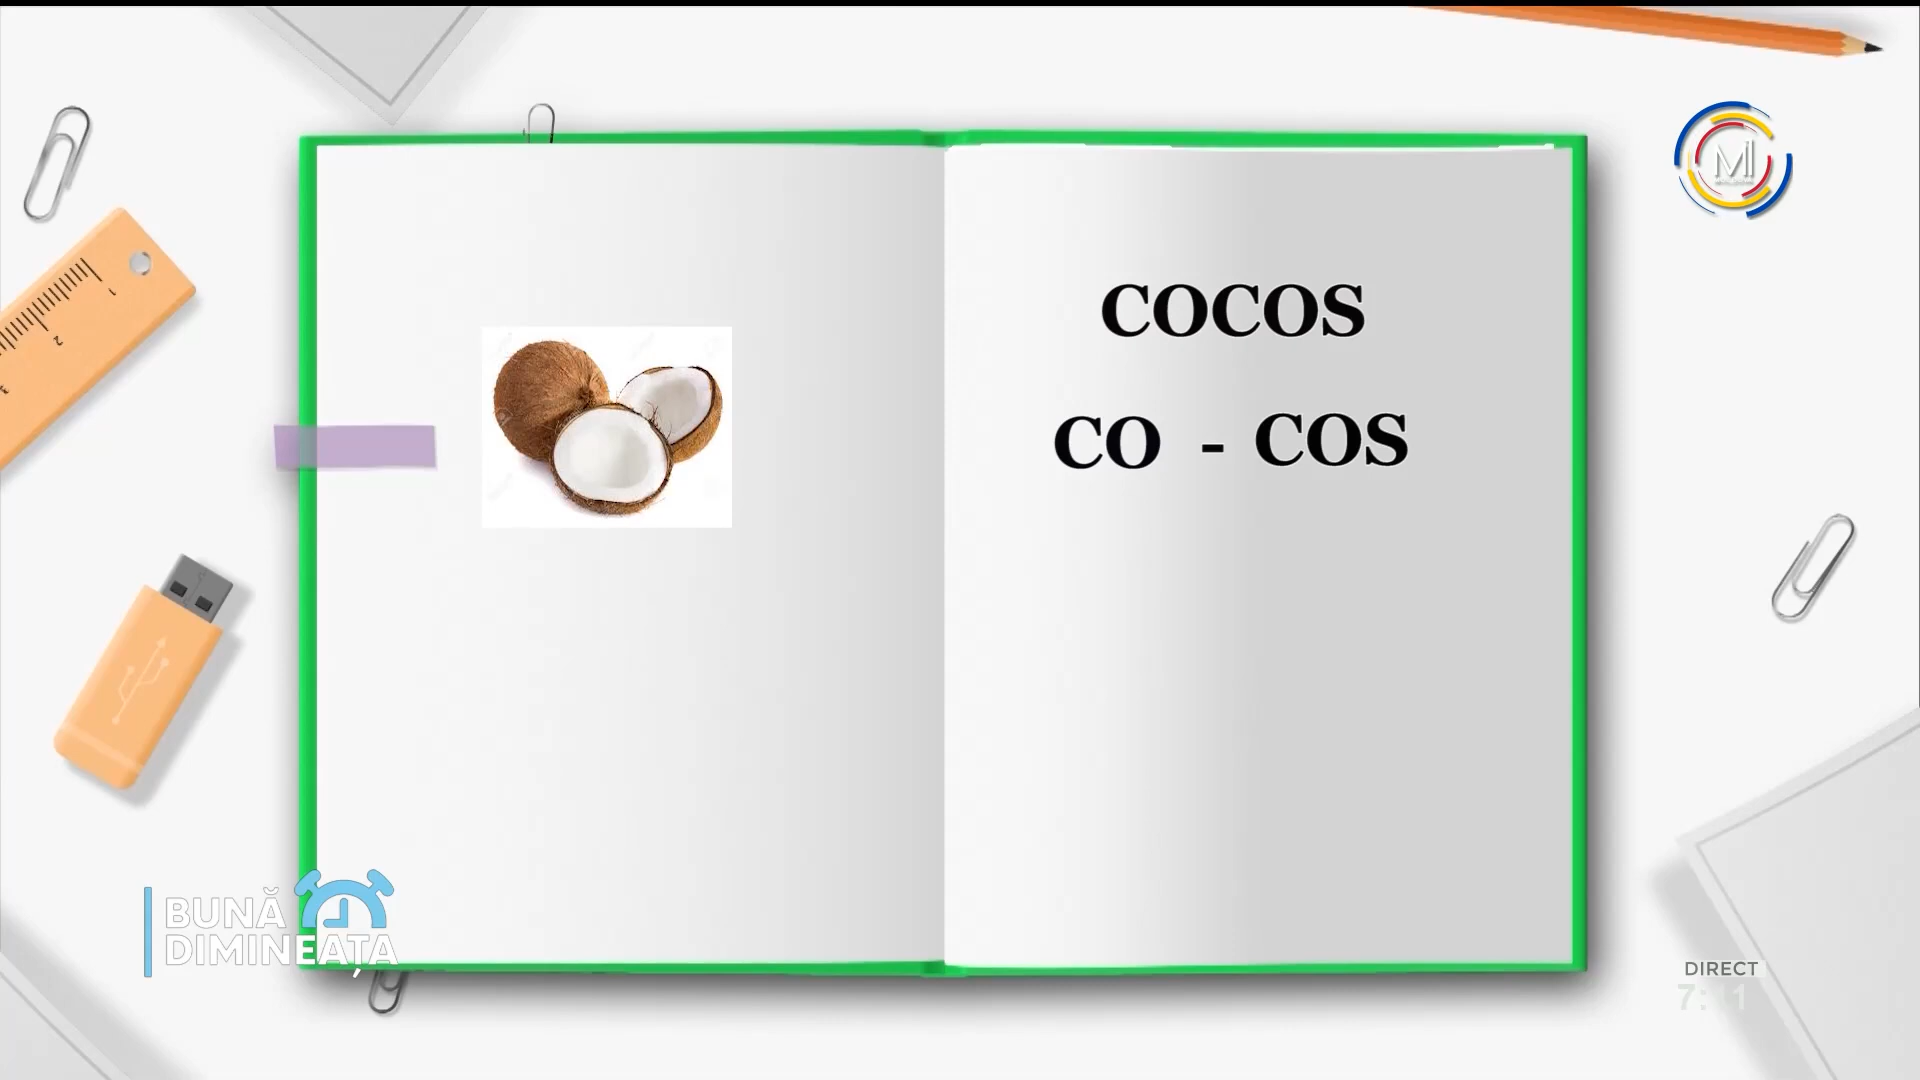 COCOS
CO - COS
BUNĂ
DIMINEAȚA
DIRECT